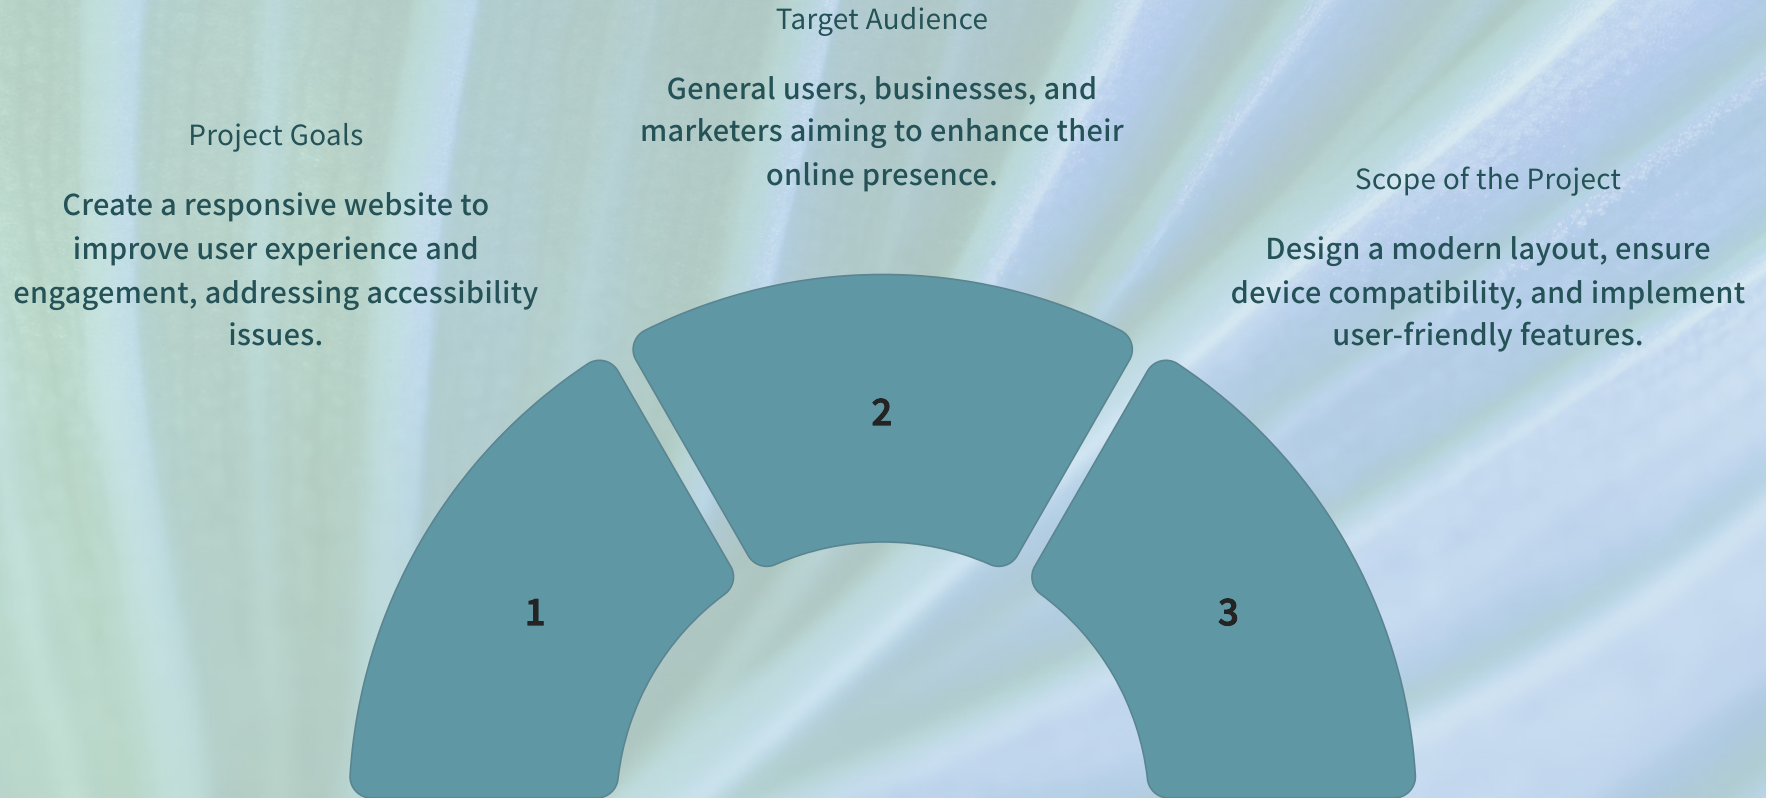 Project Goals
Create a responsive website to
improve user experience and
engagement, addressing accessibility
issues.
Target Audience
General users, businesses, and
marketers aiming to enhance their
online presence.
Scope of the Project
Design a modern layout, ensure
device compatibility, and implement
user-friendly features.
1
2
3